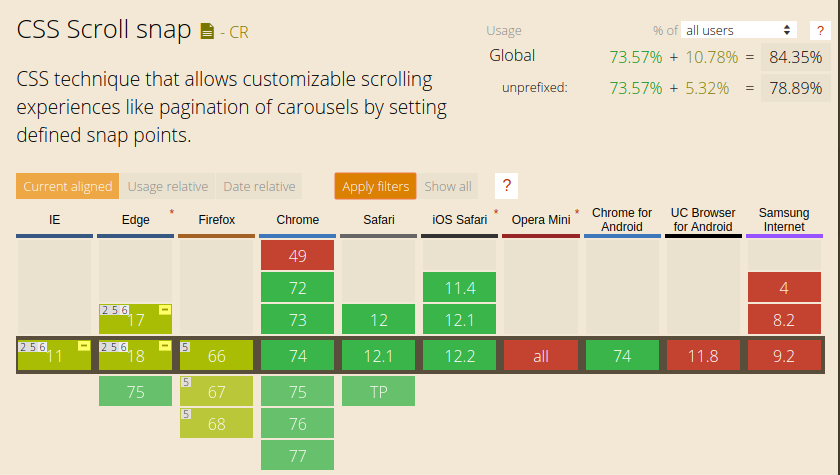 CSS Scroll snap - CR
Usage % of all users ?
Global 73.57% + 10.78% = 84.35%
unprefixed: 73.57% + 5.32% = 78.89%
CSS technique that allows customizable scrolling
experiences like pagination of carousels by setting
defined snap points.
Current aligned Usage relative Date relative Apply filters Show all ?
IE Edge * Firefox Chrome Safari iOS Safari * Opera Mini * Chrome for Android UC Browser for Android Samsung Internet
49
72 11.4 4
2 5 6 17 - 73 12 12.1 8.2
2 5 6 11 - 2 5 6 18 - 5 66 74 12.1 12.2 all 74 11.8 9.2
75 5 67 75 TP
5 68 76
77